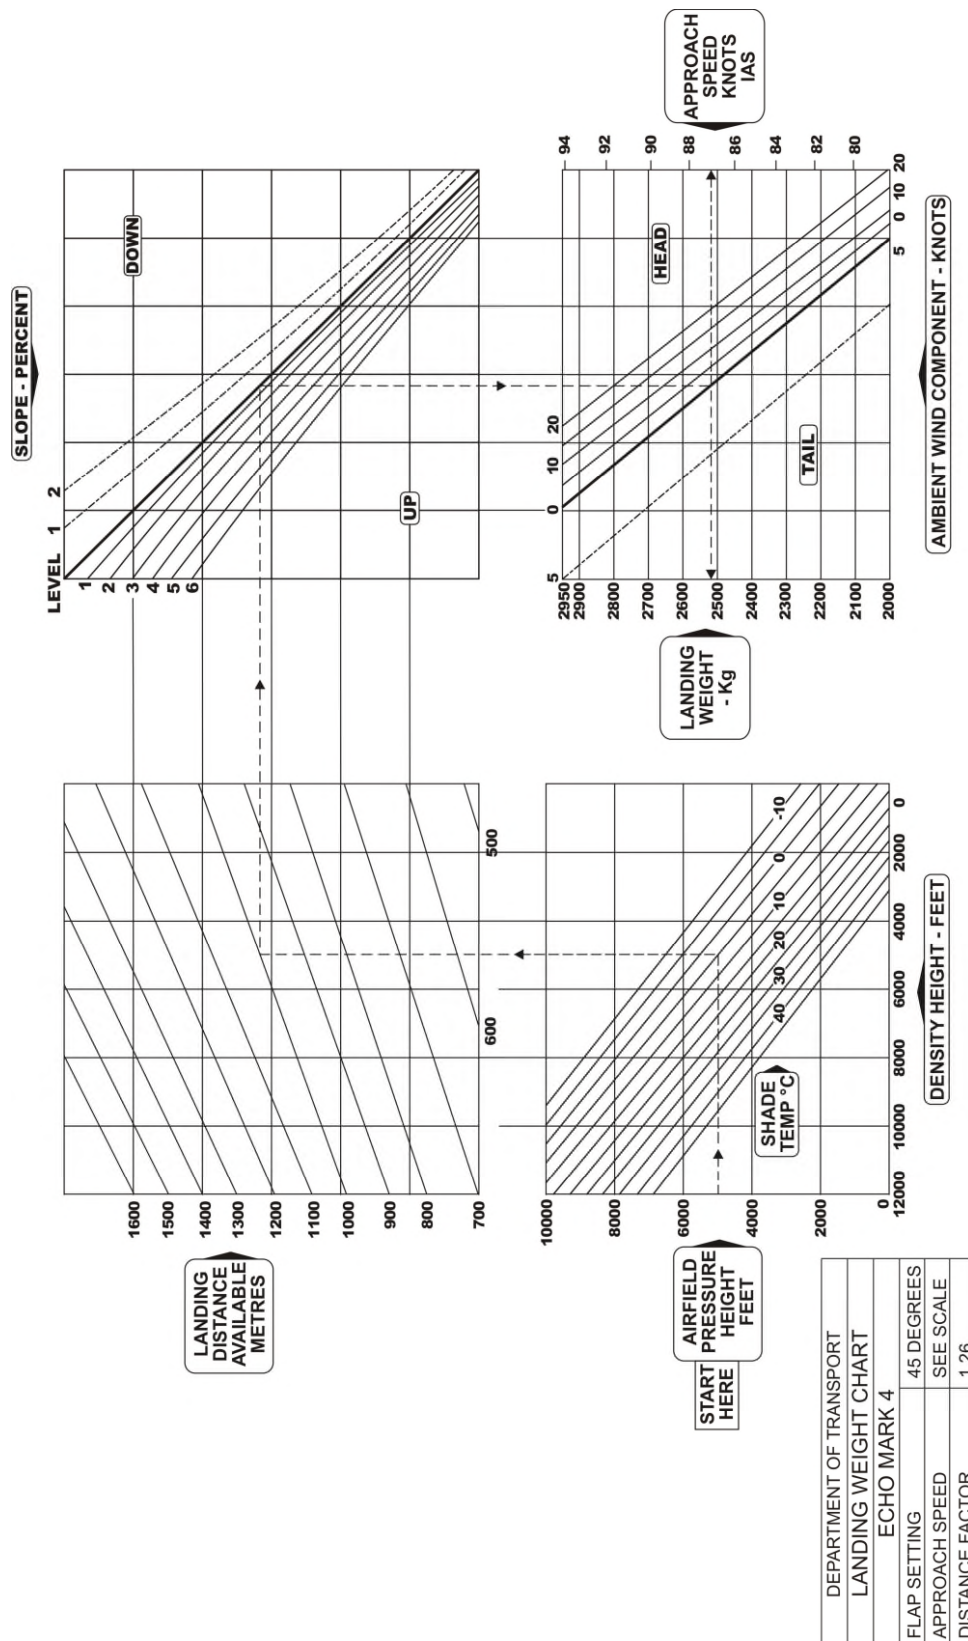 LANDING
DISTANCE
AVAILABLE
METRES
1600
1500
1400
1300
1200
1100
1000
900
800
700
600
500
SLOPE - PERCENT
LEVEL 1 2
1
2
3
4
5
6
DOWN
UP
START
HERE
AIRFIELD
PRESSURE
HEIGHT
FEET
10000
8000
6000
4000
2000
0
SHADE
TEMP °C
40 30 20 10 0 -10
12000 10000 8000 6000 4000 2000 0
DENSITY HEIGHT - FEET
LANDING
WEIGHT
- Kg
2950
2900
2800
2700
2600
2500
2400
2300
2200
2100
2000
5 0 10 20
HEAD
TAIL
5 0 10 20
AMBIENT WIND COMPONENT - KNOTS
94
92
90
88
86
84
82
80
APPROACH
SPEED
KNOTS
IAS
DEPARTMENT OF TRANSPORT
LANDING WEIGHT CHART
ECHO MARK 4
FLAP SETTING 45 DEGREES
APPROACH SPEED SEE SCALE
DISTANCE FACTOR 1.26